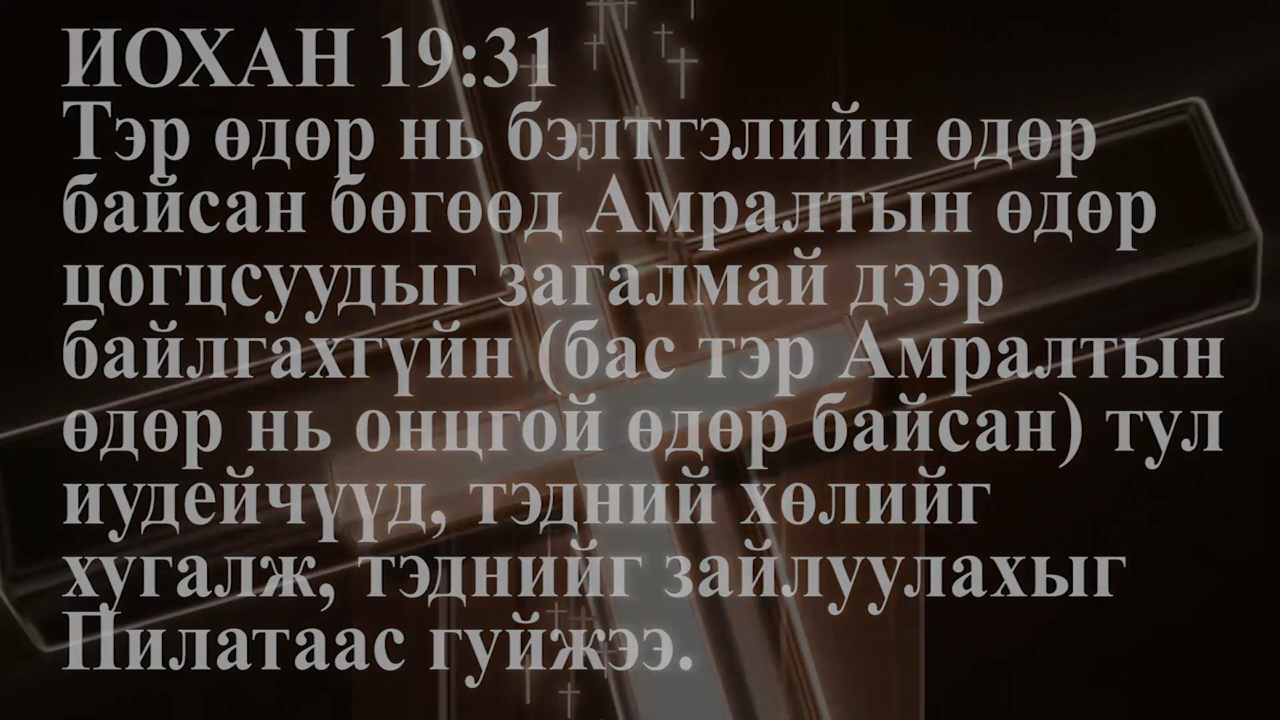 ИОХАН 19:31
Тэр өдөр нь бэлтгэлийн өдөр
байсан бөгөөд Амралтын өдөр
цогцсуудыг загалмай дээр
байлгахгүйн (бас тэр Амралтын
өдөр нь онцгой өдөр байсан) тул
иудейчүүд, тэдний хөлийг
хугалж, тэднийг зайлуулахыг
Пилатаас гуйжээ.